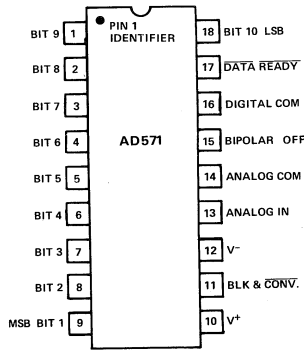 PIN 1
IDENTIFIER
AD571
BIT 9 1
BIT 8 2
BIT 7 3
BIT 6 4
BIT 5 5
BIT 4 6
BIT 3 7
BIT 2 8
MSB BIT 1 9
18 BIT 10 LSB
17 DATA READY
16 DIGITAL COM
15 BIPOLAR OFF
14 ANALOG COM
13 ANALOG IN
12 V−
11 BLK & CONV.
10 V+